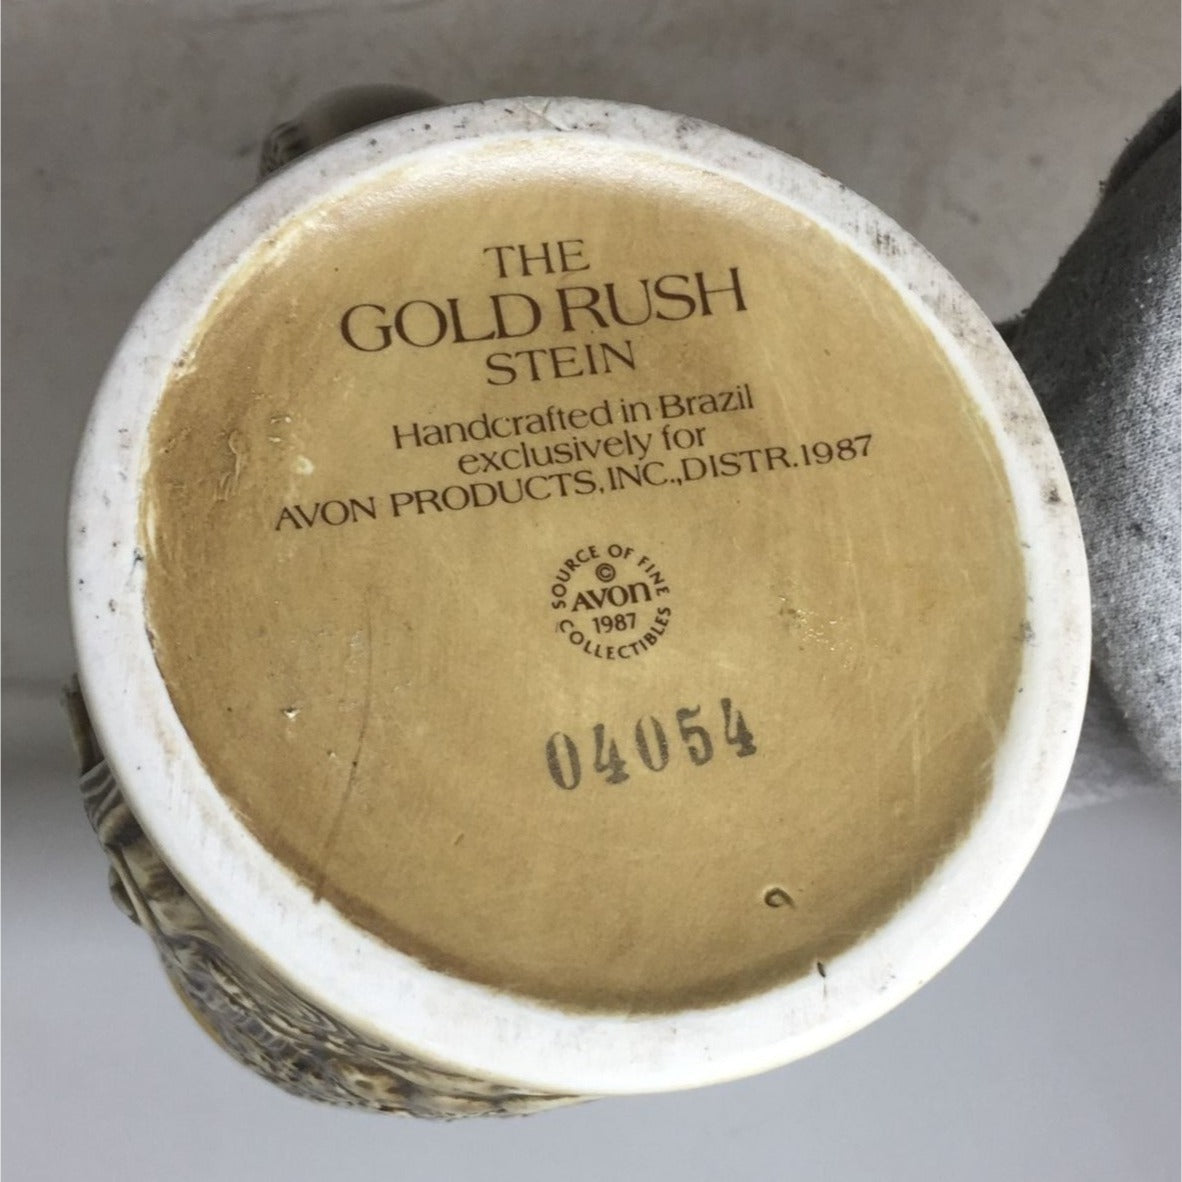 THE
GOLD RUSH
STEIN
Handcrafted in Brazil
exclusively for
AVON PRODUCTS, INC., DISTR. 1987
SOURCE OF FINE
©
AVON
1987
COLLECTIBLES
04054